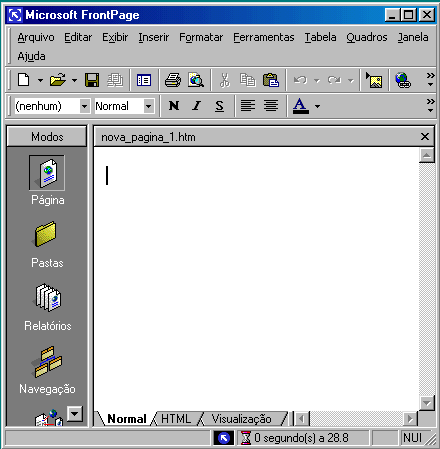 Microsoft FrontPage
Arquivo Editar Exibir Inserir Formatar Ferramentas Tabela Quadros Janela
Ajuda
(nenhum) Normal N I S A
Modos nova_pagina_1.htm
Página
Pastas
Relatórios
Navegação
Normal HTML Visualização
0 segundo(s) a 28.8 NUI